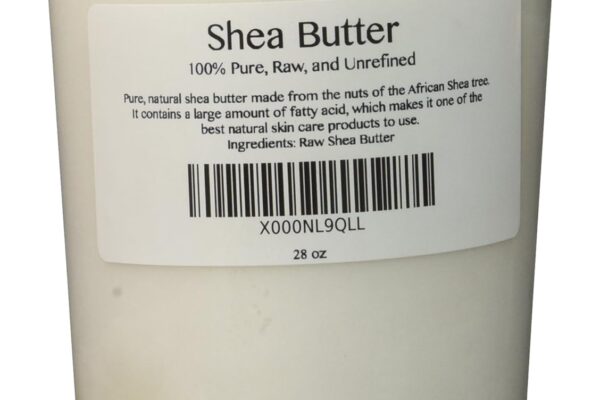 Shea Butter
100% Pure, Raw, and Unrefined
Pure, natural shea butter made from the nuts of the African Shea tree.
It contains a large amount of fatty acid, which makes it one of the
best natural skin care products to use.
Ingredients: Raw Shea Butter
X000NL9QLL
28 oz